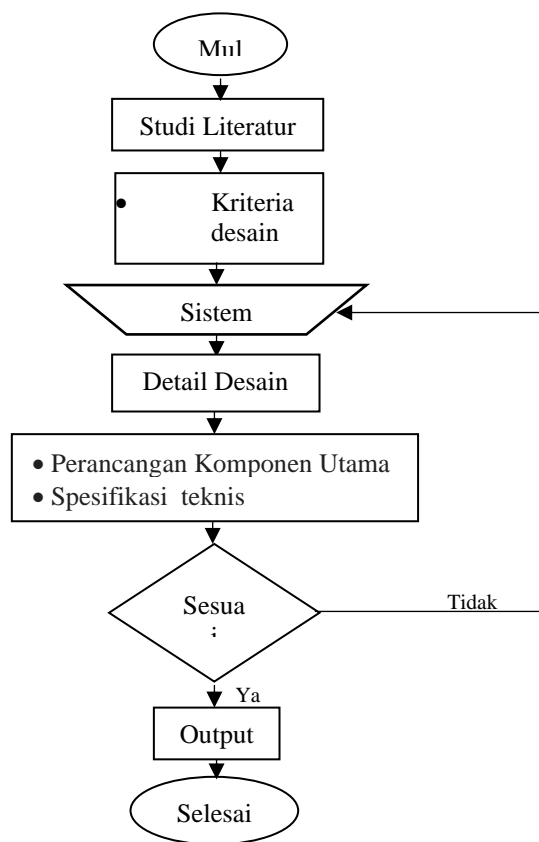 Mul
Studi Literatur
• Kriteria
desain
Sistem
Detail Desain
• Perancangan Komponen Utama
• Spesifikasi teknis
Sesua
i
Tidak
Ya
Output
Selesai